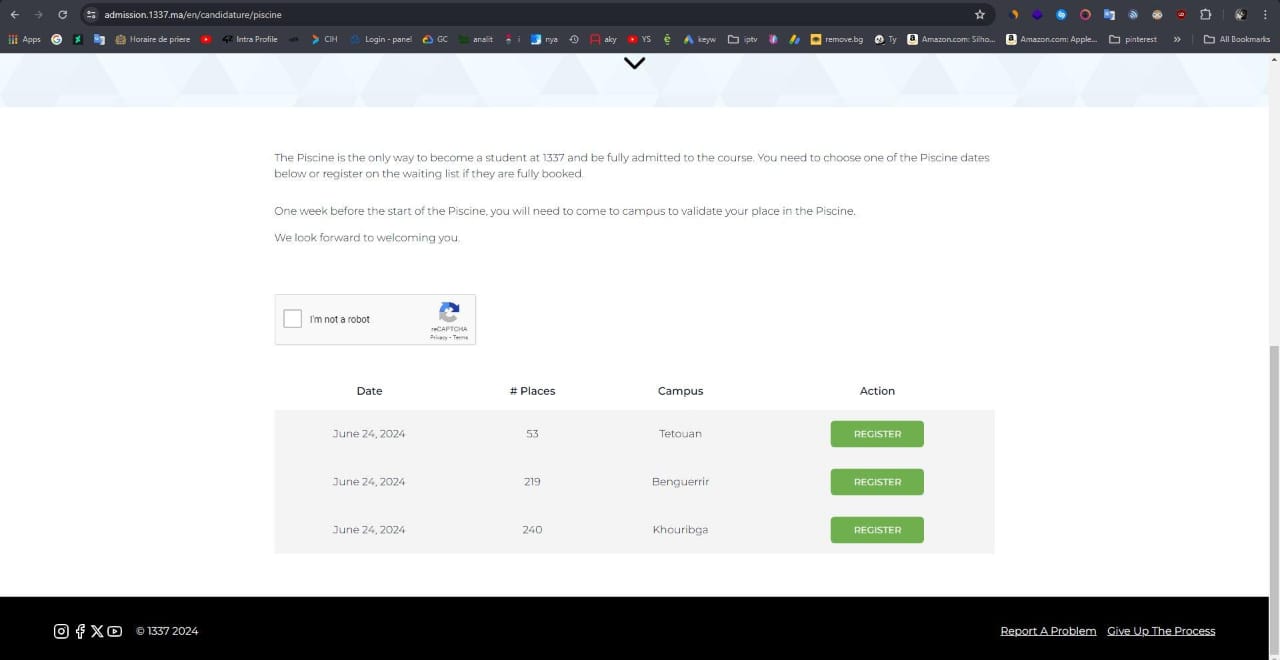 admission.1337.ma/en/candidature/piscine
Apps
Horaire de priere
Intra Profile
CIH
Login - panel
GC
analit
i
nya
aky
YS
keyw
iptv
remove.bg
Ty
Amazon.com: Silho...
Amazon.com: Apple...
pinterest
»
All Bookmarks
The Piscine is the only way to become a student at 1337 and be fully admitted to the course. You need to choose one of the Piscine dates
below or register on the waiting list if they are fully booked.
One week before the start of the Piscine, you will need to come to campus to validate your place in the Piscine.
We look forward to welcoming you.
I'm not a robot
reCAPTCHA
Privacy - Terms
Date # Places Campus Action
June 24, 2024 53 Tetouan REGISTER
June 24, 2024 219 Benguerrir REGISTER
June 24, 2024 240 Khouribga REGISTER
© 1337 2024
Report A Problem Give Up The Process